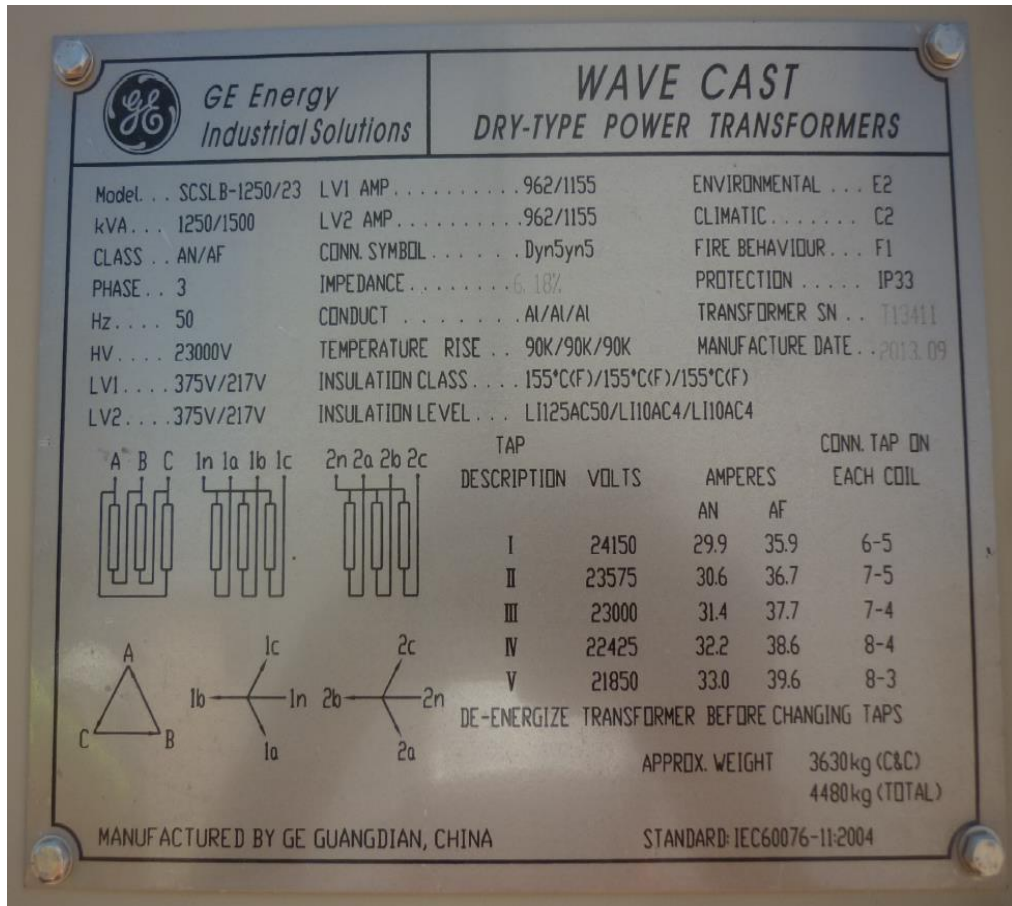 GE
GE Energy
Industrial Solutions
WAVE CAST
DRY-TYPE POWER TRANSFORMERS
Model. . . SCSLB-1250/23 LV1 AMP. . . . . . . . . . 962/1155 ENVIRONMENTAL . . . E2
kVA. . . 1250/1500 LV2 AMP. . . . . . . . . .962/1155 CLIMATIC. . . . . . . C2
CLASS . . AN/AF CONN. SYMBOL. . . . . . Dyn5yn5 FIRE BEHAVIOUR. . . F1
PHASE. . 3 IMPEDANCE. . . . . . . . 6.18% PROTECTION . . . . . IP33
Hz. . . . 50 CONDUCT . . . . . . . . Al/Al/Al TRANSFORMER SN . . T13411
HV. . . . 23000V TEMPERATURE RISE . . 90K/90K/90K MANUFACTURE DATE . . 2013.09
LV1. . . . 375V/217V INSULATION CLASS . . . . 155°C(F)/155°C(F)/155°C(F)
LV2. . . . 375V/217V INSULATION LEVEL. . . LI125AC50/LI10AC4/LI10AC4
A B C 1n 1a 1b 1c 2n 2a 2b 2c
TAP DESCRIPTION VOLTS AMPERES CONN. TAP ON EACH COIL
AN AF
I 24150 29.9 35.9 6-5
II 23575 30.6 36.7 7-5
III 23000 31.4 37.7 7-4
IV 22425 32.2 38.6 8-4
V 21850 33.0 39.6 8-3
A C B
1c 1b 1n 1a
2c 2b 2n 2a
DE-ENERGIZE TRANSFORMER BEFORE CHANGING TAPS
APPROX. WEIGHT 3630kg (C&C)
4480kg (TOTAL)
MANUFACTURED BY GE GUANGDIAN, CHINA STANDARD: IEC60076-11:2004